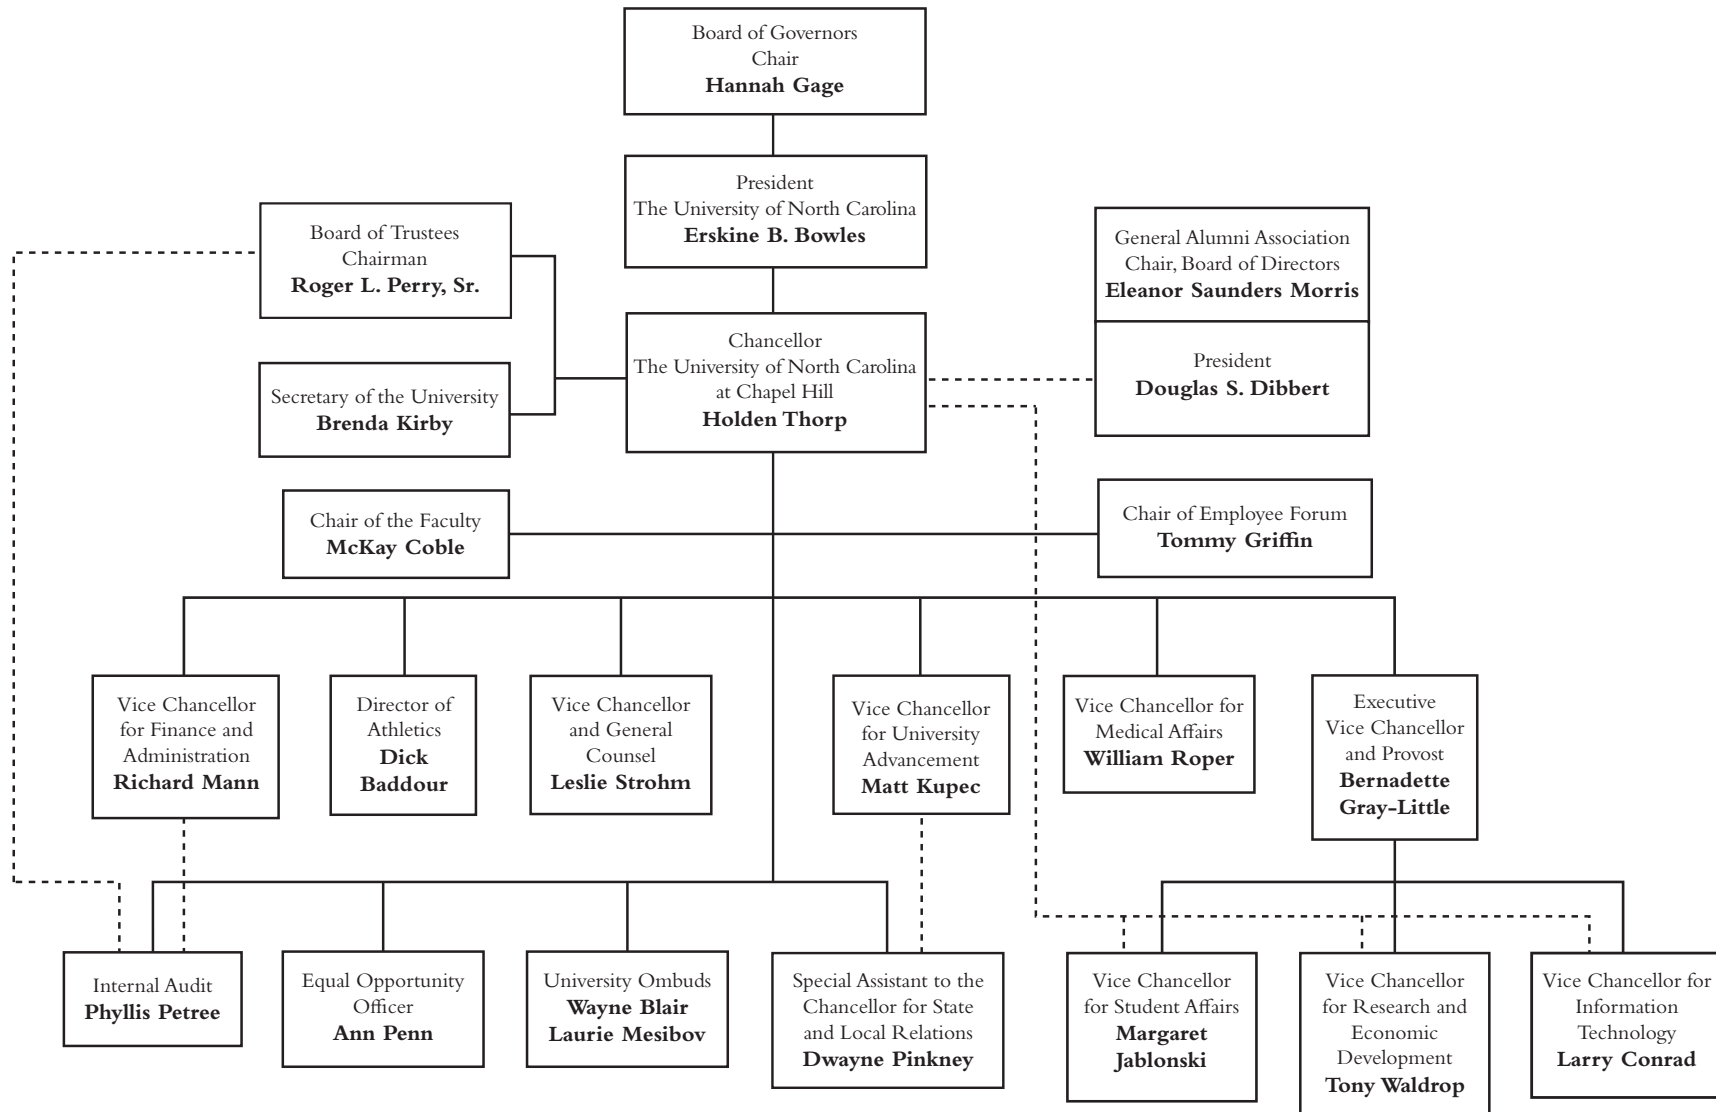 Board of Governors
Chair
Hannah Gage
President
The University of North Carolina
Erskine B. Bowles
Board of Trustees
Chairman
Roger L. Perry, Sr.
General Alumni Association
Chair, Board of Directors
Eleanor Saunders Morris
Chancellor
The University of North Carolina
at Chapel Hill
Holden Thorp
President
Douglas S. Dibbert
Secretary of the University
Brenda Kirby
Chair of the Faculty
McKay Coble
Chair of Employee Forum
Tommy Griffin
Vice Chancellor
for Finance and
Administration
Richard Mann
Director of
Athletics
Dick
Baddour
Vice Chancellor
and General
Counsel
Leslie Strohm
Vice Chancellor
for University
Advancement
Matt Kupec
Vice Chancellor for
Medical Affairs
William Roper
Executive
Vice Chancellor
and Provost
Bernadette
Gray-Little
Internal Audit
Phyllis Petree
Equal Opportunity
Officer
Ann Penn
University Ombuds
Wayne Blair
Laurie Mesibov
Special Assistant to the
Chancellor for State
and Local Relations
Dwayne Pinkney
Vice Chancellor
for Student Affairs
Margaret
Jablonski
Vice Chancellor
for Research and
Economic
Development
Tony Waldrop
Vice Chancellor for
Information
Technology
Larry Conrad